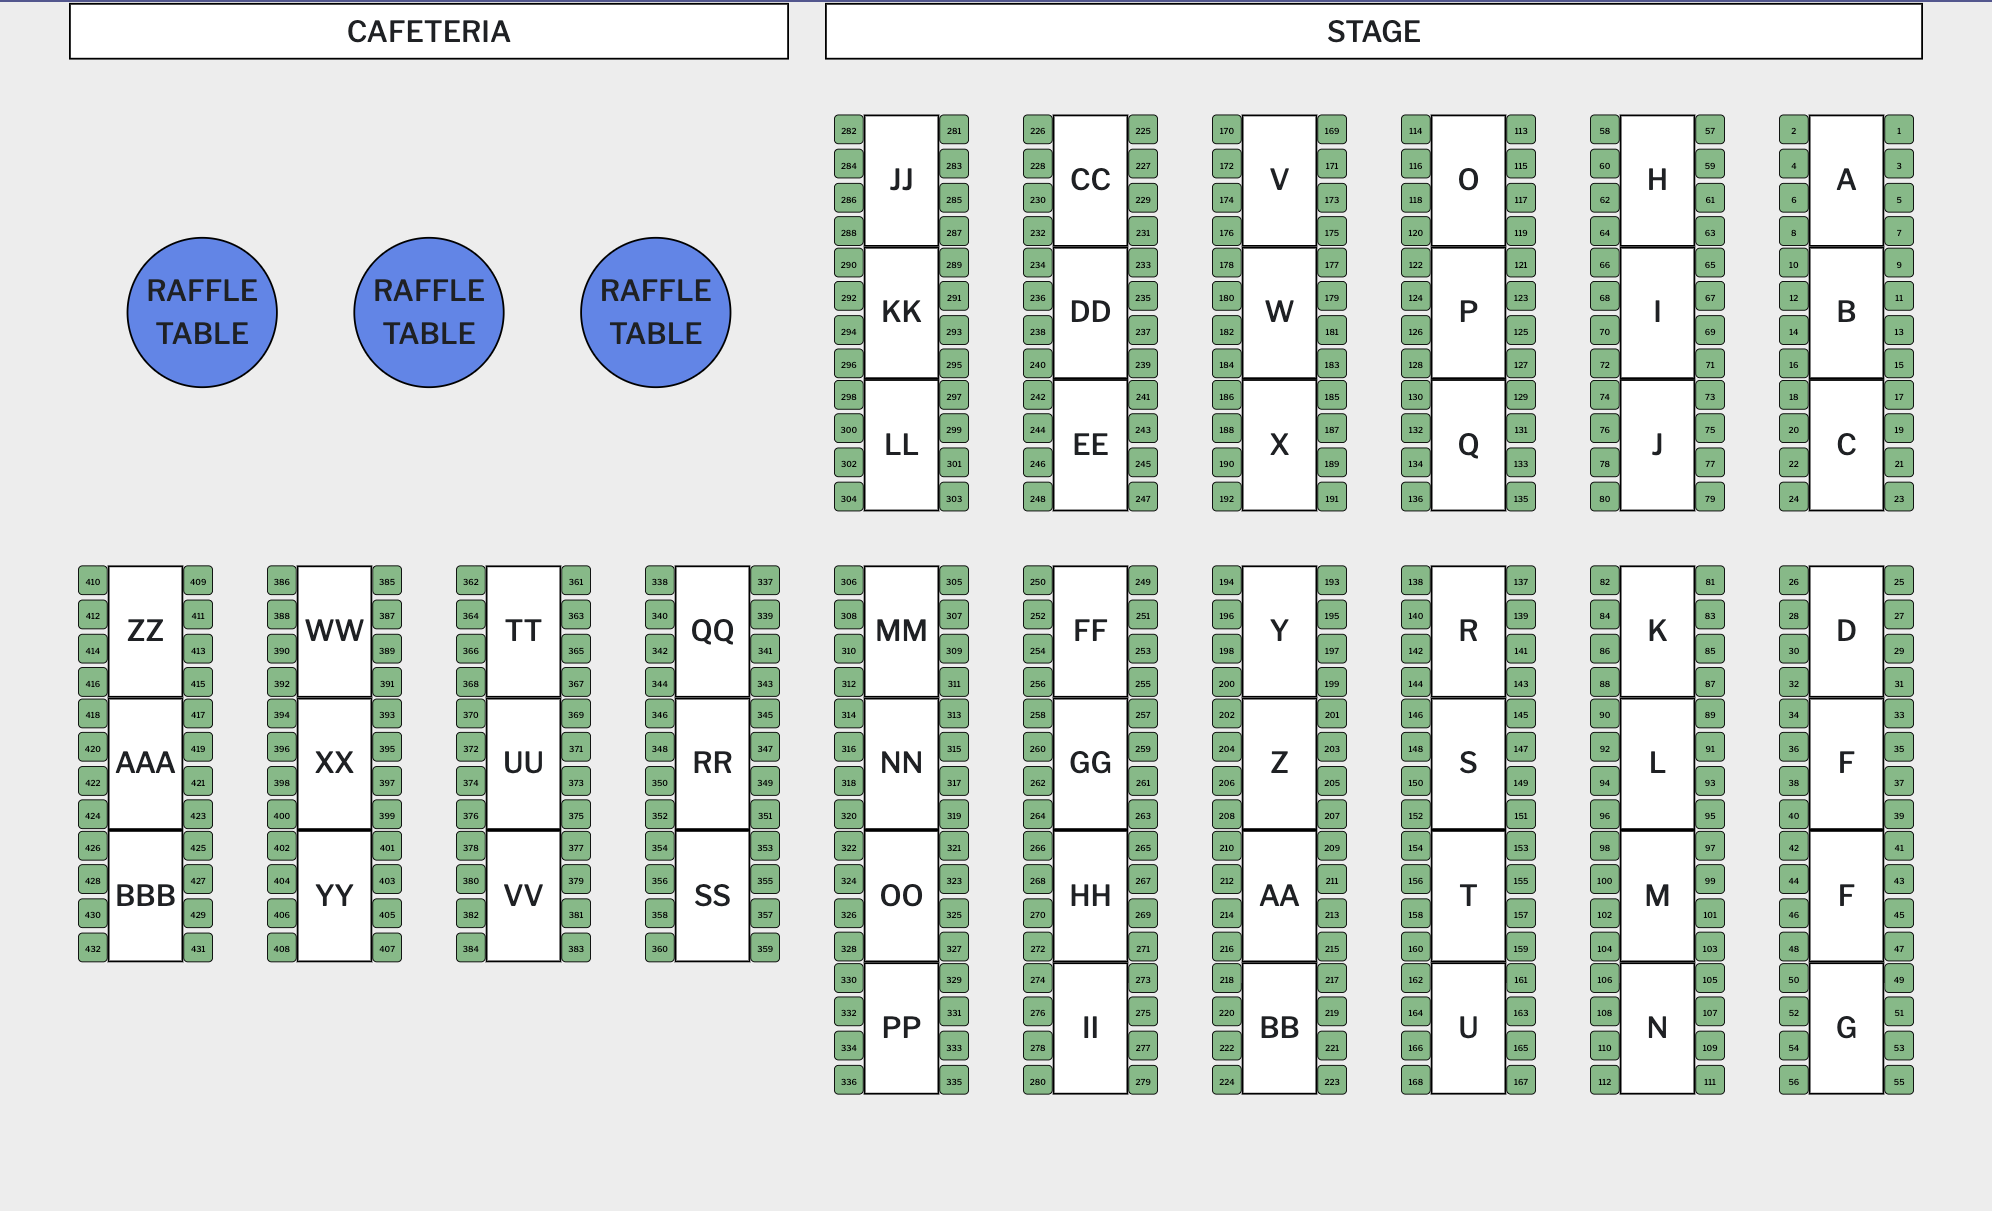 CAFETERIA
STAGE
282 JJ 281
284 283
286 285
288 287
290 KK 289
292 291
294 293
296 295
298 LL 297
300 299
302 301
304 303
226 CC 225
228 227
230 229
232 231
234 DD 233
236 235
238 237
240 239
242 EE 241
244 243
246 245
248 247
170 V 169
172 171
174 173
176 175
178 W 177
180 179
182 181
184 183
186 X 185
188 187
190 189
192 191
114 O 113
116 115
118 117
120 119
122 P 121
124 123
126 125
128 127
130 Q 129
132 131
134 133
136 135
58 H 57
60 59
62 61
64 63
66 I 65
68 67
70 69
72 71
74 J 73
76 75
78 77
80 79
2 A 1
4 3
6 5
8 7
10 B 9
12 11
14 13
16 15
18 C 17
20 19
22 21
24 23
RAFFLE
TABLE
RAFFLE
TABLE
RAFFLE
TABLE
410 ZZ 409
412 411
414 413
416 415
418 AAA 417
420 419
422 421
424 423
426 BBB 425
428 427
430 429
432 431
386 WW 385
388 387
390 389
392 391
394 XX 393
396 395
398 397
400 399
402 YY 401
404 403
406 405
408 407
362 TT 361
364 363
366 365
368 367
370 UU 369
372 371
374 373
376 375
378 VV 377
380 379
382 381
384 383
338 QQ 337
340 339
342 341
344 343
346 RR 345
348 347
350 349
352 351
354 SS 353
356 355
358 357
360 359
306 MM 305
308 307
310 309
312 311
314 NN 313
316 315
318 317
320 319
322 OO 321
324 323
326 325
328 327
330 PP 329
332 331
334 333
336 335
250 FF 249
252 251
254 253
256 255
258 GG 257
260 259
262 261
264 263
266 HH 265
268 267
270 269
272 271
274 II 273
276 275
278 277
280 279
194 Y 193
196 195
198 197
200 199
202 Z 201
204 203
206 205
208 207
210 AA 209
212 211
214 213
216 215
218 BB 217
220 219
222 221
224 223
138 R 137
140 139
142 141
144 143
146 S 145
148 147
150 149
152 151
154 T 153
156 155
158 157
160 159
162 U 161
164 163
166 165
168 167
82 K 81
84 83
86 85
88 87
90 L 89
92 91
94 93
96 95
98 M 97
100 99
102 101
104 103
106 N 105
108 107
110 109
112 111
26 D 25
28 27
30 29
32 31
34 F 33
36 35
38 37
40 39
42 F 41
44 43
46 45
48 47
50 G 49
52 51
54 53
56 55